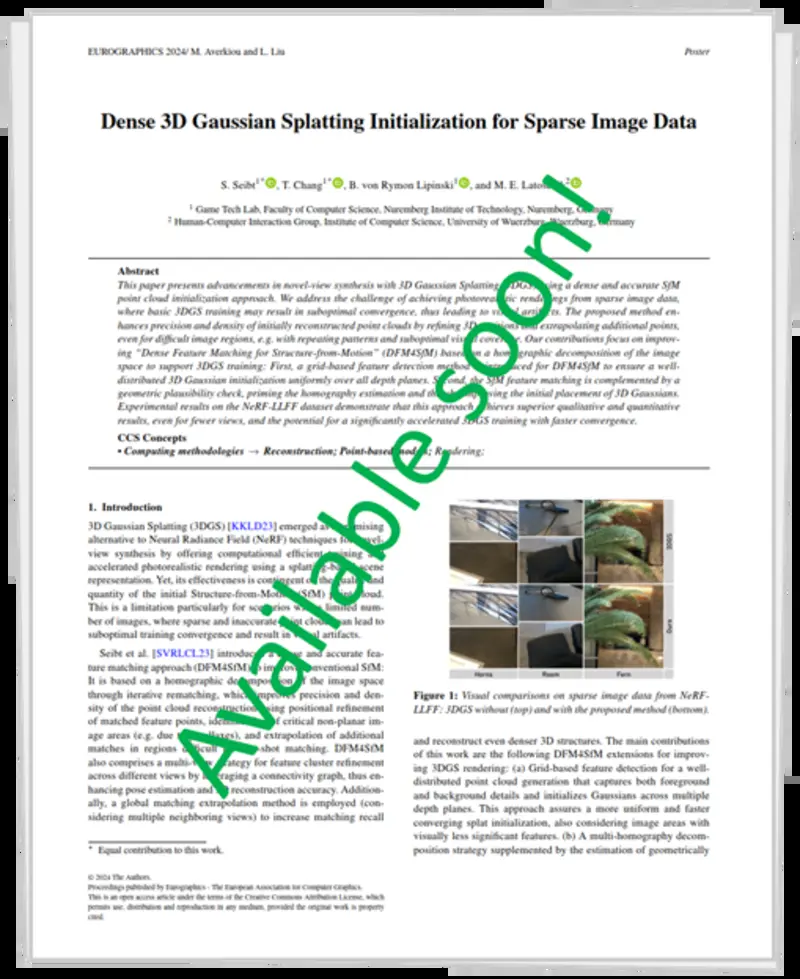 EUROGRAPHICS 2024/ M. Averkiou and L. Liu
Poster
Dense 3D Gaussian Splatting Initialization for Sparse Image Data
S. Seibt1*, T. Chang1*, B. von Rymon Lipinski1, and M. E. 2
1 Game Tech Lab, Faculty of Computer Science, Nuremberg Institute of Technology, Nuremberg, Germany
2 Human-Computer Interaction Group, Institute of Computer Science, University of Wuerzburg, Wuerzburg, Germany
Available soon!
Abstract
This paper presents advancements in novel-view synthesis with 3D Gaussian Splatting using a dense and accurate SfM
point cloud initialization approach. We address the challenge of achieving photorealistic renderings from sparse image data,
where basic 3DGS training may result in suboptimal convergence, thus leading to visual artifacts. The proposed method en-
hances precision and density of initially reconstructed point clouds by refining 3D positions and extrapolating additional points,
even for difficult image regions, e.g. with repeating patterns and suboptimal visual coverage. Our contributions focus on improv-
ing "Dense Feature Matching for Structure-from-Motion" (DFM4SfM) based on a homographic decomposition of the image
space to support 3DGS training: First, a grid-based feature detection method is introduced for DFM4SfM to ensure a well-
distributed 3D Gaussian initialization uniformly over all depth planes. Second, the SfM feature matching is complemented by a
geometric plausibility check, priming the homography estimation and thus improving the initial placement of 3D Gaussians.
Experimental results on the NeRF-LLFF dataset demonstrate that this approach achieves superior qualitative and quantitative
results, even for fewer views, and the potential for a significantly accelerated 3DGS training with faster convergence.
CCS Concepts
• Computing methodologies → Reconstruction; Point-based models; Rendering;
1. Introduction
3D Gaussian Splatting (3DGS) [KKLD23] emerged as promising
alternative to Neural Radiance Field (NeRF) techniques for novel-
view synthesis by offering computational efficient training and
accelerated photorealistic rendering using a splatting-based scene
representation. Yet, its effectiveness is contingent on the quality and
quantity of the initial Structure-from-Motion (SfM) point cloud.
This is a limitation particularly for scenarios with a limited num-
ber of images, where sparse and inaccurate point clouds can lead to
suboptimal training convergence and result in visual artifacts.
Seibt et al. [SVRLCL23] introduced a dense and accurate fea-
ture matching approach (DFM4SfM) to improve conventional SfM:
It is based on a homographic decomposition of the image space
through iterative rematching, which improves precision and den-
sity of the point cloud reconstruction using positional refinement
of matched feature points, of critical non-planar im-
age areas (e.g. due to parallaxes), and extrapolation of additional
matches in regions difficult shot matching. DFM4SfM
also comprises a multi-view strategy for feature cluster refinement
across different views by leveraging a connectivity graph, thus en-
hancing pose estimation and reconstruction accuracy. Addition-
ally, a global matching extrapolation method is employed (con-
sidering multiple neighboring views) to increase matching recall
* Equal contribution to this work.
© 2024 The Authors.
Proceedings published by Eurographics - The European Association for Computer Graphics.
This is an open access article under the terms of the Creative Commons Attribution License, which
permits use, distribution and reproduction in any medium, provided the original work is properly
cited.
3DGS
Ours
Horns Room Fern
Figure 1: Visual comparisons on sparse image data from NeRF-
LLFF: 3DGS without (top) and with the proposed method (bottom).
and reconstruct even denser 3D structures. The main contributions
of this work are the following DFM4SfM extensions for improv-
ing 3DGS rendering: (a) Grid-based feature detection for a well-
distributed point cloud generation that captures both foreground
and background details and initializes Gaussians across multiple
depth planes. This approach assures a more uniform and faster
converging splat initialization, also considering image areas with
visually less significant features. (b) A multi-homography decom-
position strategy supplemented by the estimation of geometrically